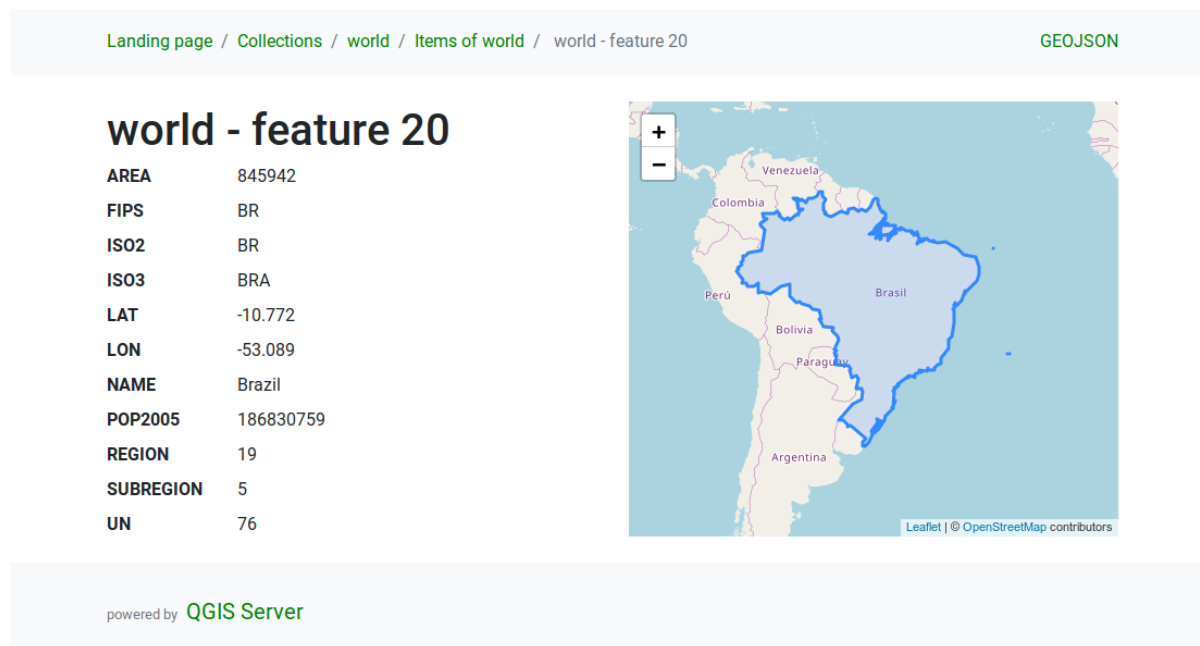 Landing page / Collections / world / Items of world / world - feature 20 GEOJSON
world - feature 20
AREA 845942
FIPS BR
ISO2 BR
ISO3 BRA
LAT -10.772
LON -53.089
NAME Brazil
POP2005 186830759
REGION 19
SUBREGION 5
UN 76
+
−
Venezuela
Colombia
Perú
Brasil
Bolivia
Paraguay
Argentina
Leaflet | © OpenStreetMap contributors
powered by QGIS Server